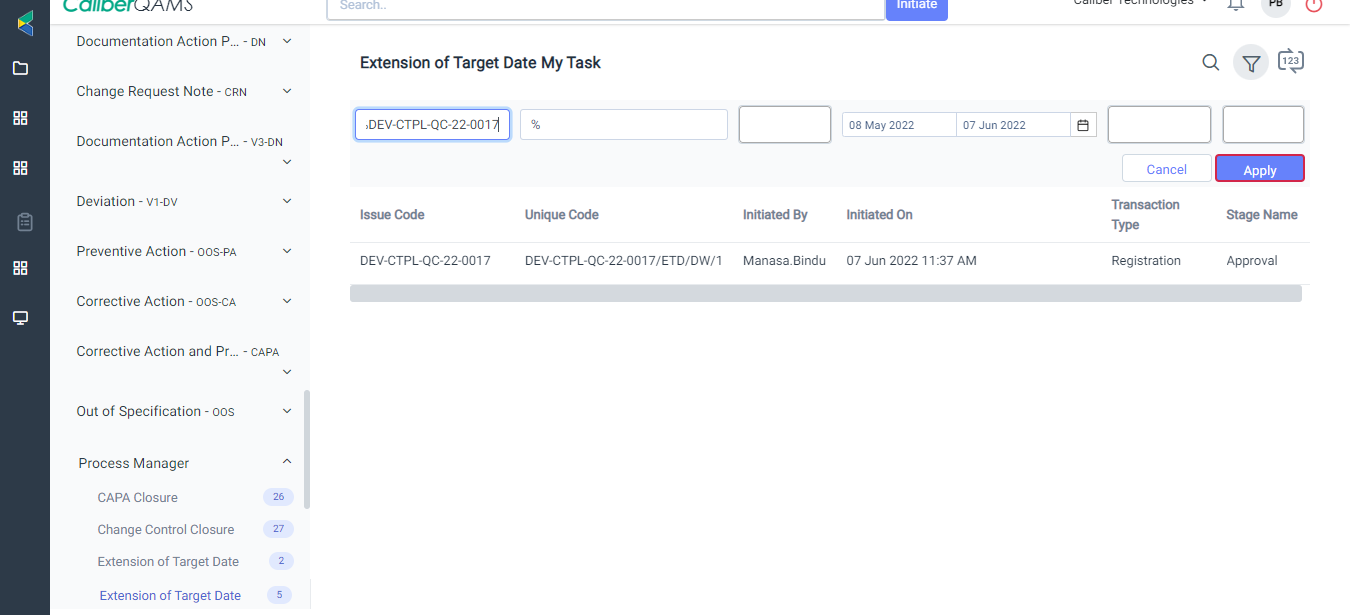 CaliberQAMS
Search..
Initiate
Caliber Technologies
PB
Documentation Action P... - DN
Change Request Note - CRN
Documentation Action P... - V3-DN
Deviation - V1-DV
Preventive Action - OOS-PA
Corrective Action - OOS-CA
Corrective Action and Pr... - CAPA
Out of Specification - OOS
Process Manager
CAPA Closure 26
Change Control Closure 27
Extension of Target Date 2
Extension of Target Date 5
Extension of Target Date My Task
123
DEV-CTPL-QC-22-0017 % 08 May 2022 07 Jun 2022
Cancel Apply
Issue Code Unique Code Initiated By Initiated On Transaction Type Stage Name
DEV-CTPL-QC-22-0017 DEV-CTPL-QC-22-0017/ETD/DW/1 Manasa.Bindu 07 Jun 2022 11:37 AM Registration Approval